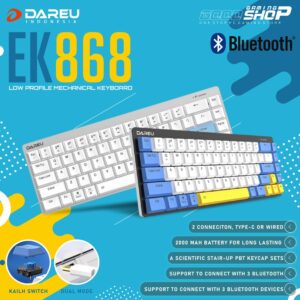 DAREU
INDONESIA
GAMING
SHOP
Bluetooth®
EK868
LOW PROFILE MECHANICAL KEYBOARD
DAREU
DAREU
2 CONNECITON, TYPE-C OR WIRED
2000 MAH BATTERY FOR LONG LASTING
A SCIENTIFIC STAIR-UP PBT KEYCAP SETS
SUPPORT TO CONNECT WITH 3 BLUETOOTH
SUPPORT TO CONNECT WITH 3 BLUETOOTH DEVICES
KAILH SWITCH
DUAL MODE